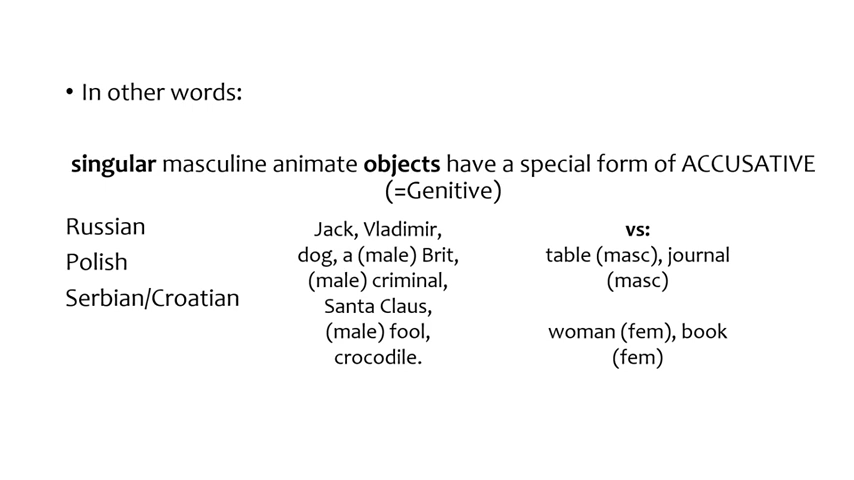 • In other words:
singular masculine animate objects have a special form of ACCUSATIVE
(=Genitive)
Russian
Polish
Serbian/Croatian
Jack, Vladimir,
dog, a (male) Brit,
(male) criminal,
Santa Claus,
(male) fool,
crocodile.
vs:
table (masc), journal
(masc)
woman (fem), book
(fem)